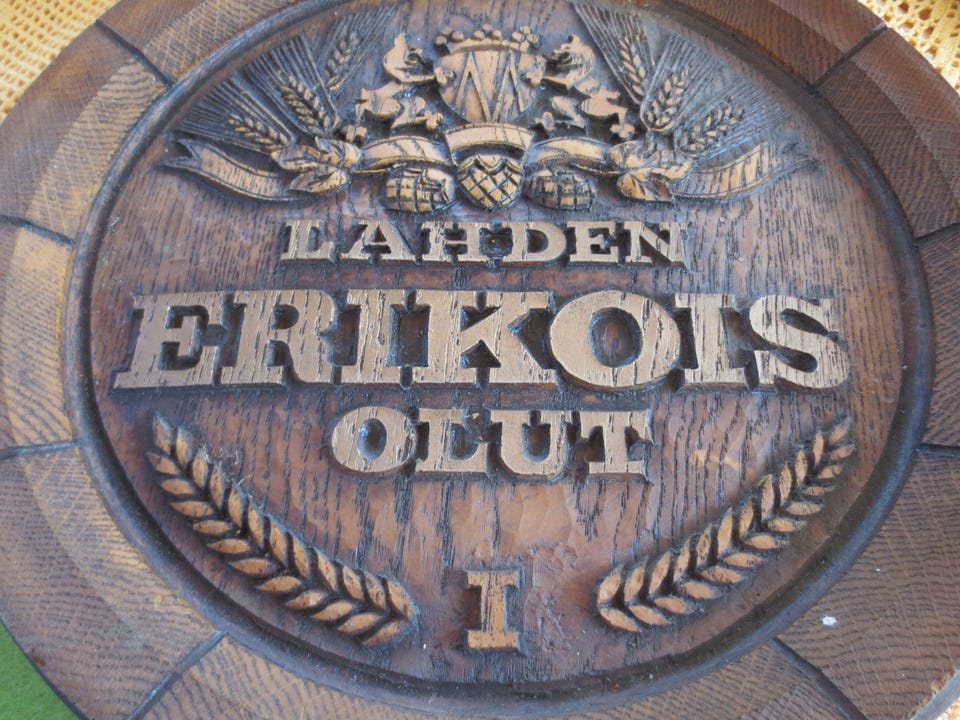 LAHDEN
ERIKOIS
OLUT
I